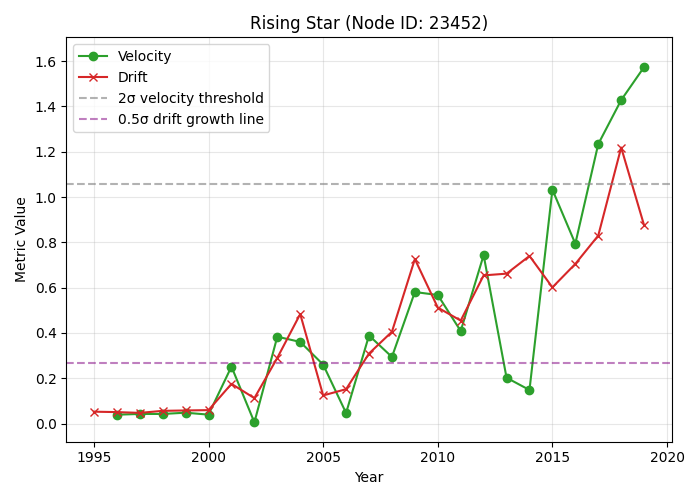 Rising Star (Node ID: 23452)
Velocity
Drift
2σ velocity threshold
0.5σ drift growth line
Metric Value
1.6
1.4
1.2
1.0
0.8
0.6
0.4
0.2
0.0
1995 2000 2005 2010 2015 2020
Year